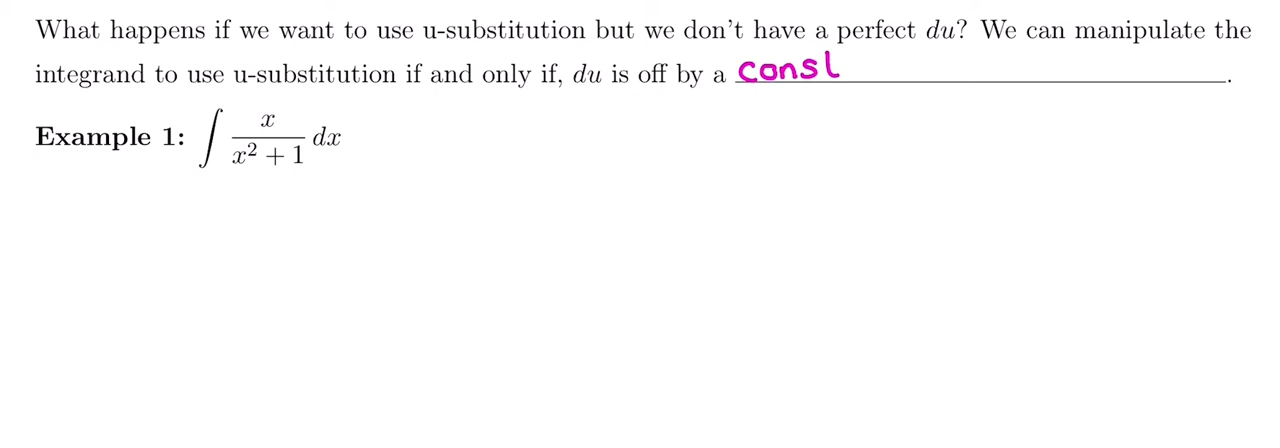 What happens if we want to use u-substitution but we don't have a perfect du? We can manipulate the
integrand to use u-substitution if and only if, du is off by a consl.
Example 1: ∫ x/(x² + 1) dx